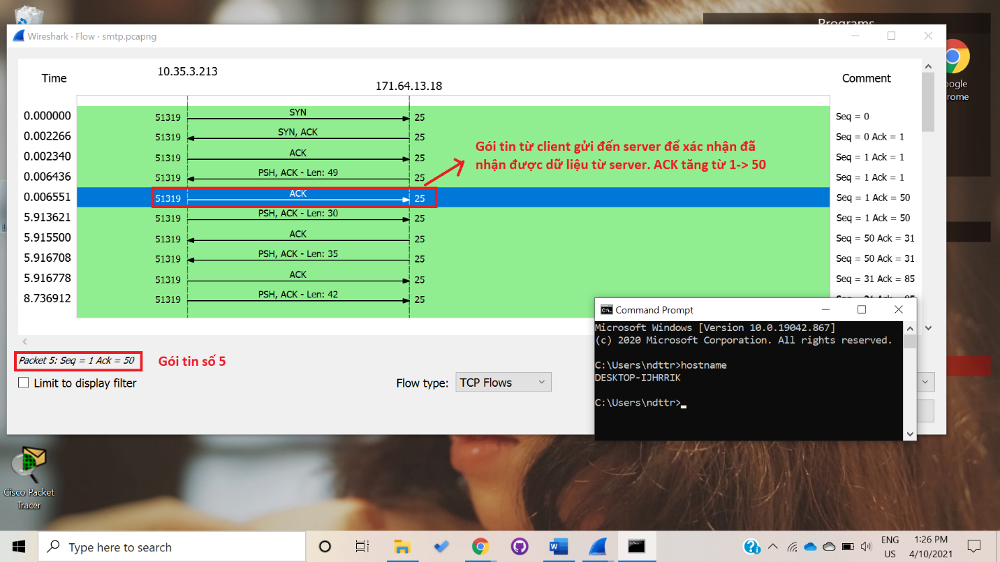 Programs
Wireshark · Flow · smtp.pcapng
Time
10.35.3.213
171.64.13.18
Comment
0.000000 51319 SYN 25 Seq = 0
0.002266 51319 SYN, ACK 25 Seq = 0 Ack = 1
0.002340 51319 ACK 25 Seq = 1 Ack = 1
0.006436 51319 PSH, ACK - Len: 49 25 Seq = 1 Ack = 1
0.006551 51319 ACK 25 Seq = 1 Ack = 50
5.913621 51319 PSH, ACK - Len: 30 25 Seq = 1 Ack = 50
5.915500 51319 ACK 25 Seq = 50 Ack = 31
5.916708 51319 PSH, ACK - Len: 35 25 Seq = 50 Ack = 31
5.916778 51319 ACK 25 Seq = 31 Ack = 85
8.736912 51319 PSH, ACK - Len: 42 25
Gói tin từ client gửi đến server để xác nhận đã
nhận được dữ liệu từ server. ACK tăng từ 1-> 50
Packet 5: Seq = 1 Ack = 50
Gói tin số 5
Limit to display filter
Flow type:
TCP Flows
Command Prompt
Microsoft Windows [Version 10.0.19042.867]
(c) 2020 Microsoft Corporation. All rights reserved.
C:\Users\ndttr>hostname
DESKTOP-IJHRRIK
C:\Users\ndttr>
Cisco Packet
Tracer
Type here to search
ENG
US
1:26 PM
4/10/2021